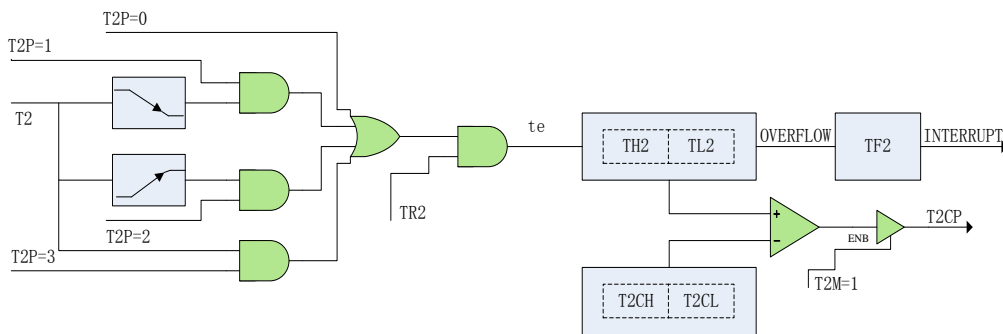 T2P=0
T2P=1
T2
te
OVERFLOW
INTERRUPT
TH2
TL2
TF2
TR2
T2P=2
T2P=3
+
-
ENB
T2CP
T2M=1
T2CH
T2CL